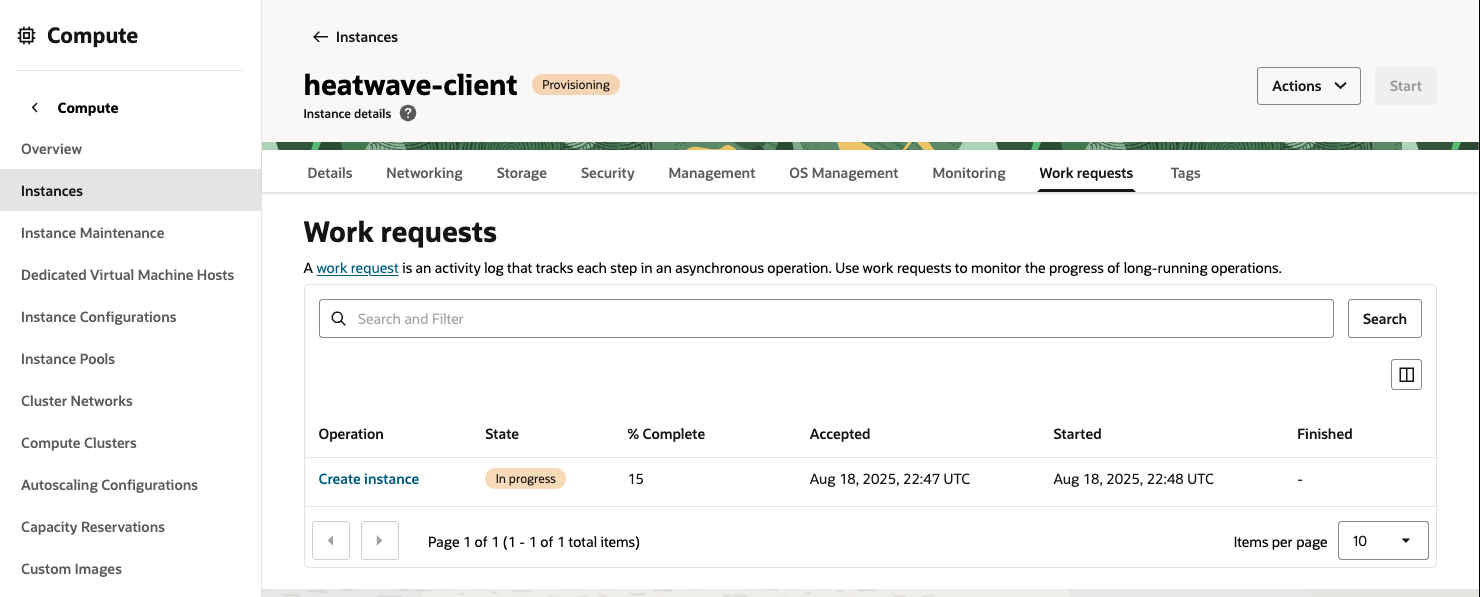 Compute
Compute
Overview
Instances
Instance Maintenance
Dedicated Virtual Machine Hosts
Instance Configurations
Instance Pools
Cluster Networks
Compute Clusters
Autoscaling Configurations
Capacity Reservations
Custom Images
Instances
heatwave-client Provisioning
Instance details ?
Actions Start
Details Networking Storage Security Management OS Management Monitoring Work requests Tags
Work requests
A work request is an activity log that tracks each step in an asynchronous operation. Use work requests to monitor the progress of long-running operations.
Search and Filter Search
Operation State % Complete Accepted Started Finished
Create instance In progress 15 Aug 18, 2025, 22:47 UTC Aug 18, 2025, 22:48 UTC -
Page 1 of 1 (1 - 1 of 1 total items) Items per page 10